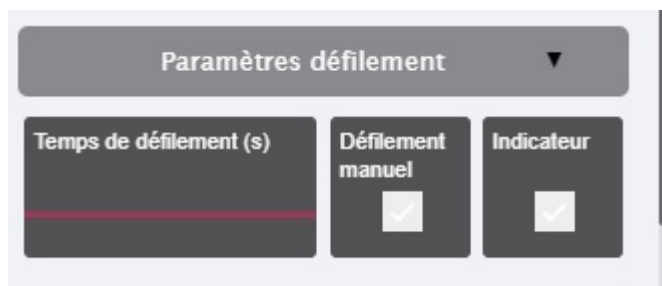 Paramètres défilement ▼
Temps de défilement (s)
Défilement
manuel
Indicateur